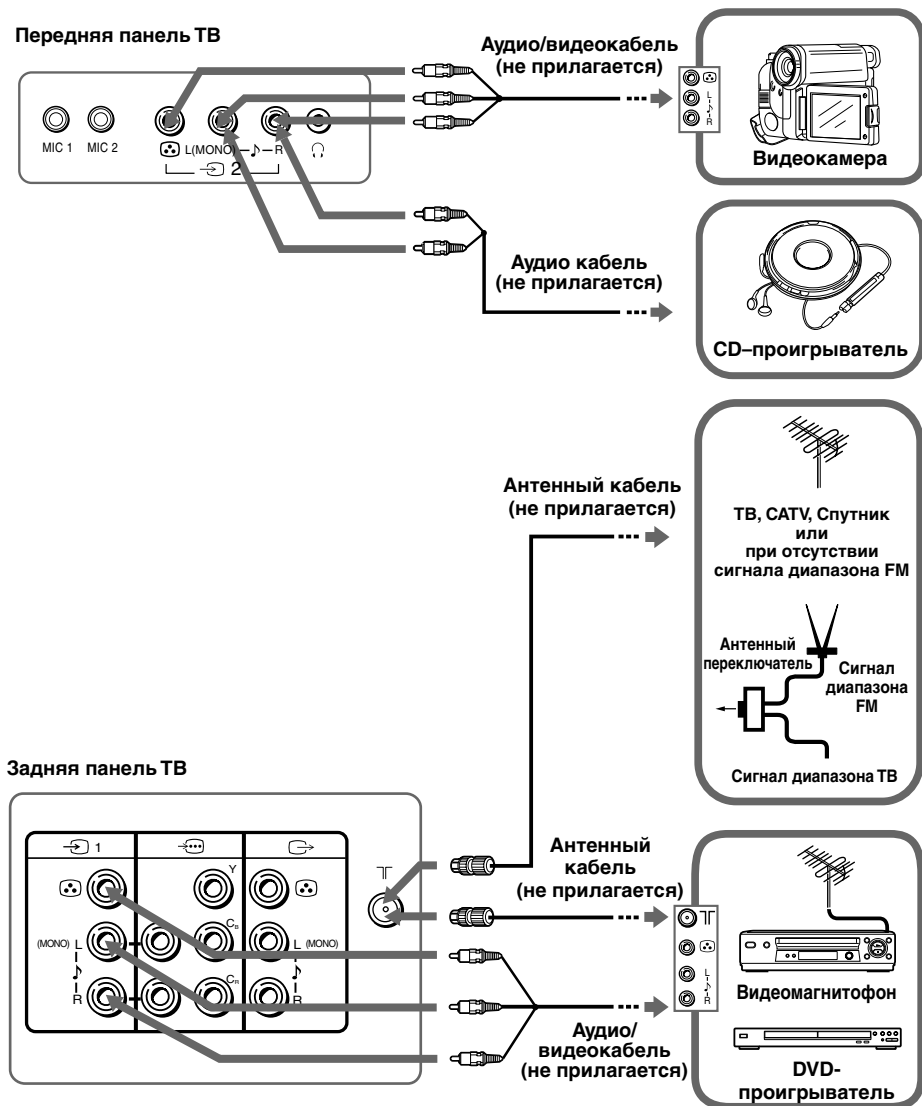 Передняя панель ТВ
MIC 1 MIC 2
L(MONO) R
2
Аудио/видеокабель
(не прилагается)
L
R
Видеокамера
Аудио кабель
(не прилагается)
CD–проигрыватель
Антенный кабель
(не прилагается)
ТВ, CATV, Спутник
или
при отсутствии
сигнала диапазона FM
Антенный
переключатель
Сигнал
диапазона
FM
Сигнал диапазона ТВ
Задняя панель ТВ
1
Y
(MONO) L
CB
L (MONO)
R
CR
R
Антенный
кабель
(не прилагается)
Аудио/
видеокабель
(не прилагается)
L
R
Видеомагнитофон
DVD-
проигрыватель